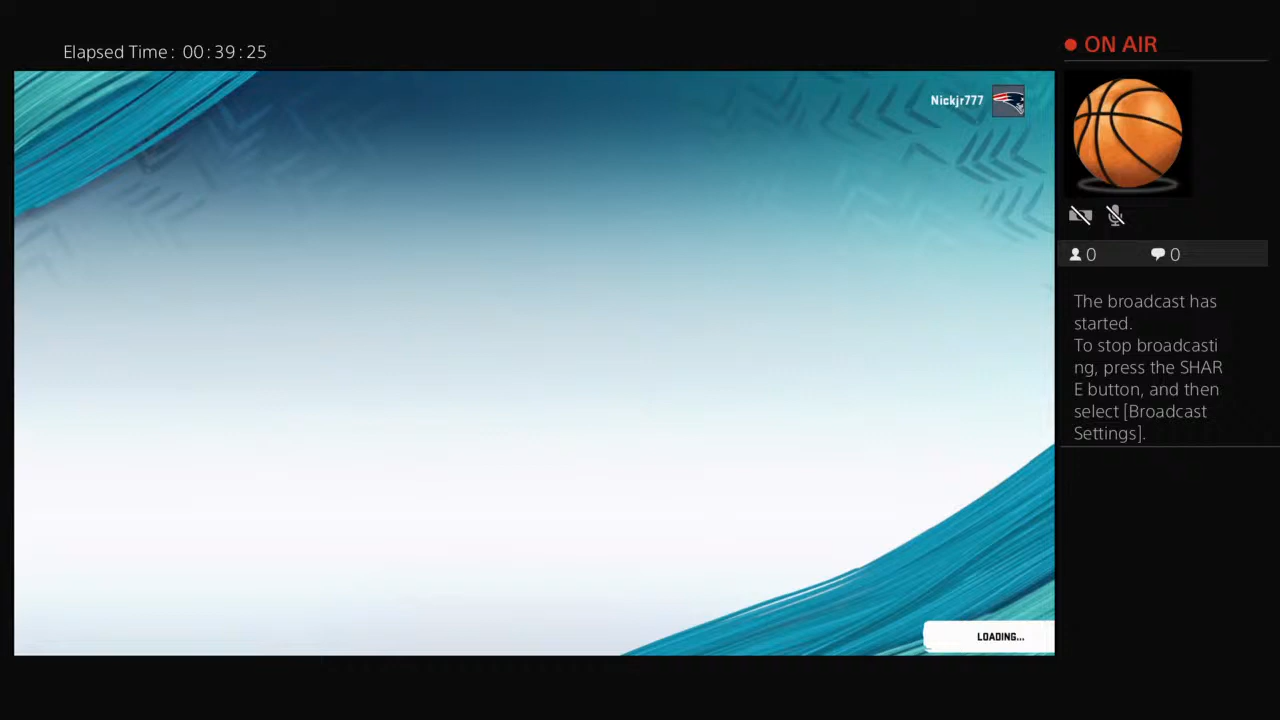 Elapsed Time: 00:39:25
ON AIR
Nickjr777
0 0
The broadcast has
started.
To stop broadcasti
ng, press the SHAR
E button, and then
select [Broadcast
Settings].
LOADING...